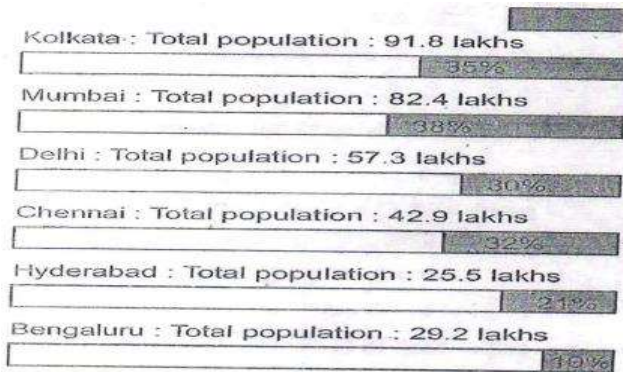 Kolkata : Total population : 91.8 lakhs
35%
Mumbai : Total population : 82.4 lakhs
38%
Delhi : Total population : 57.3 lakhs
30%
Chennai : Total population : 42.9 lakhs
32%
Hyderabad : Total population : 25.5 lakhs
21%
Bengaluru : Total population : 29.2 lakhs
10%